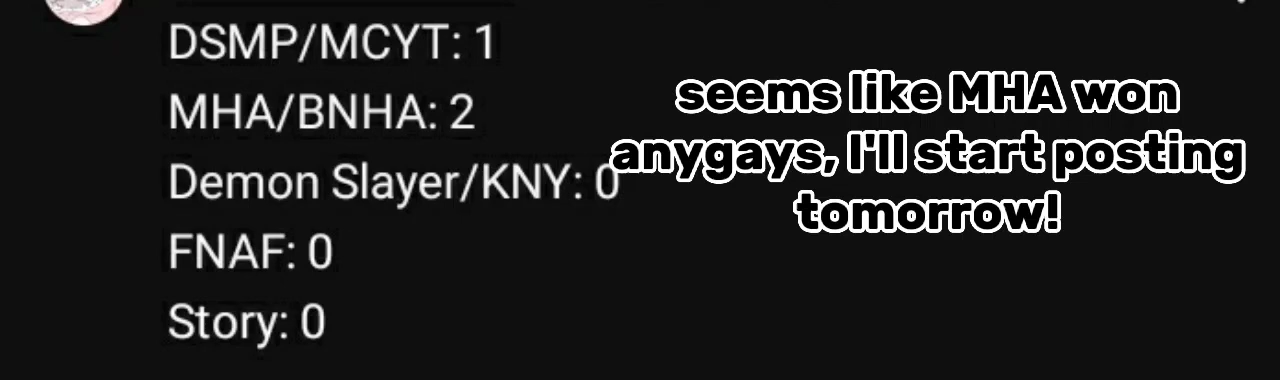 DSMP/MCYT: 1
MHA/BNHA: 2
Demon Slayer/KNY: 0
FNAF: 0
Story: 0
seems like MHA won
anygays, I'll start posting
tomorrow!